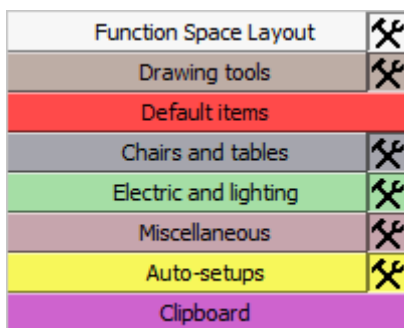 Function Space Layout
Drawing tools
Default items
Chairs and tables
Electric and lighting
Miscellaneous
Auto-setups
Clipboard